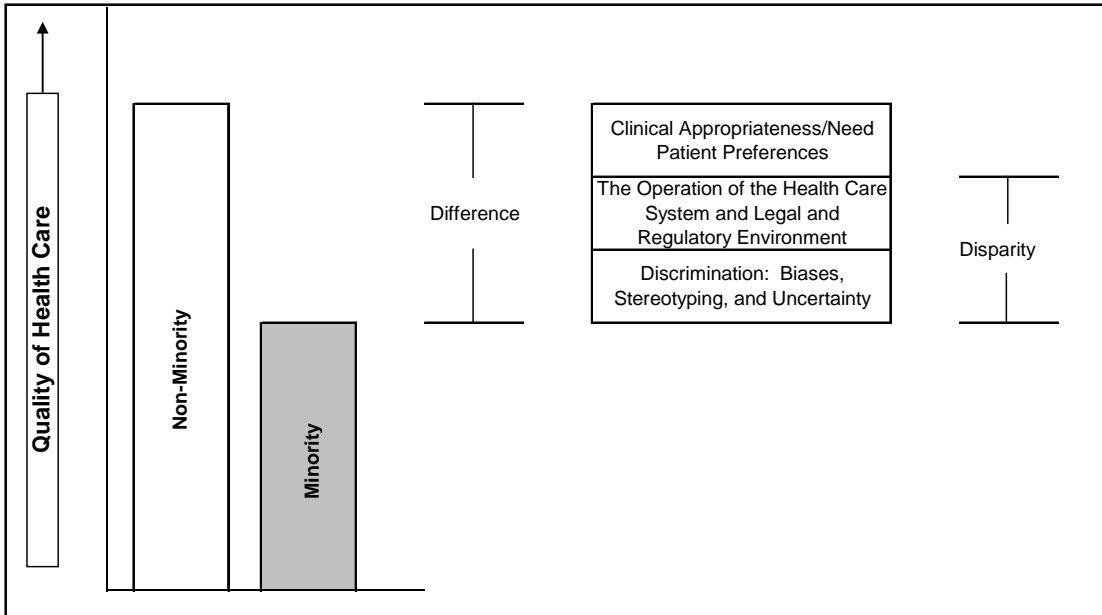 Quality of Health Care
Non-Minority
Minority
Difference
Clinical Appropriateness/Need
Patient Preferences
The Operation of the Health Care
System and Legal and
Regulatory Environment
Discrimination: Biases,
Stereotyping, and Uncertainty
Disparity